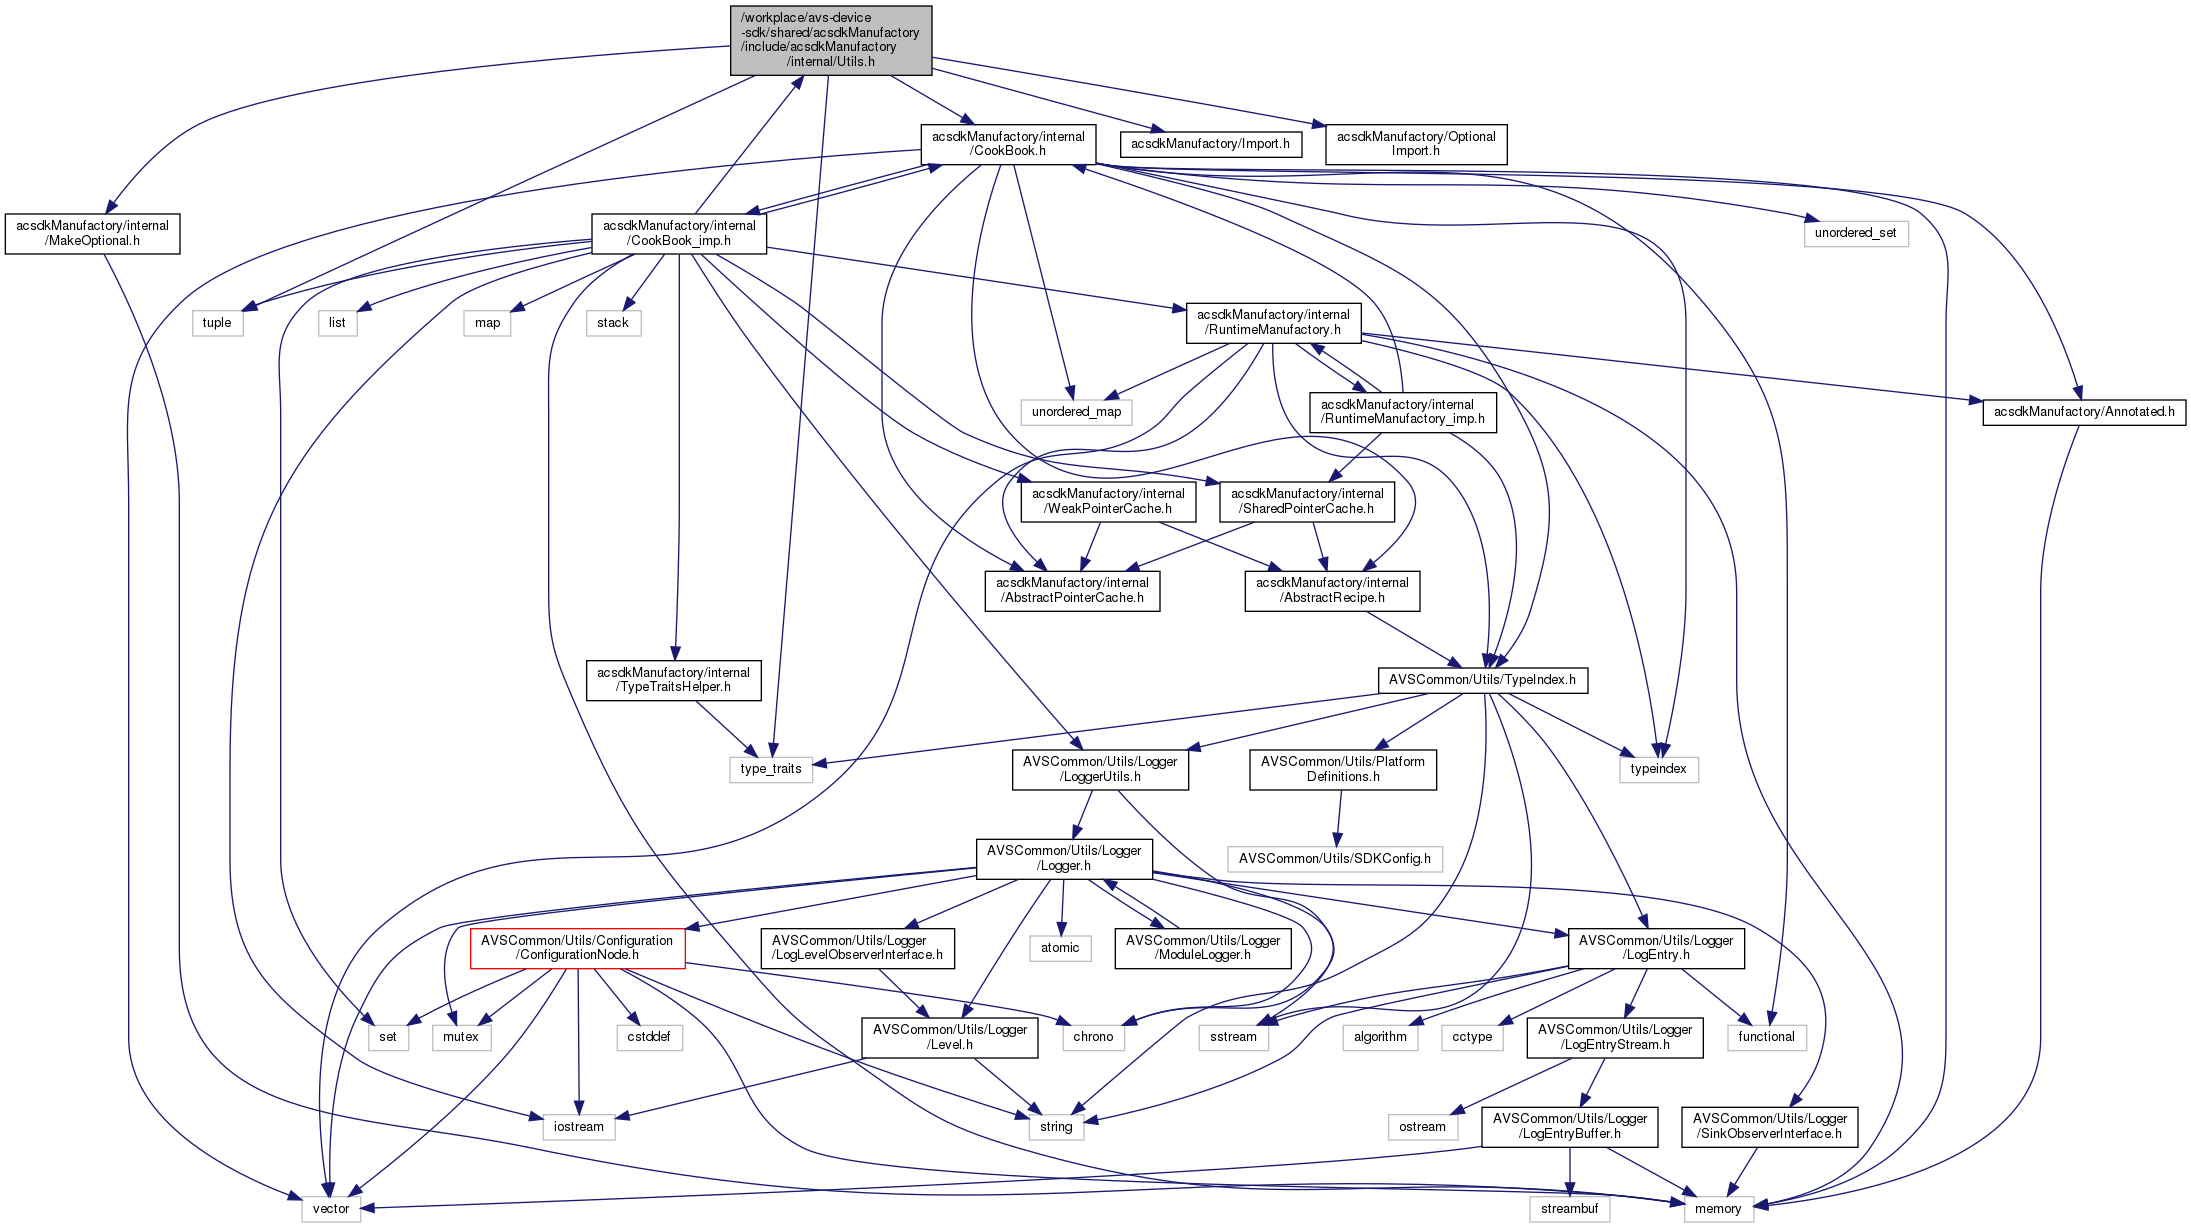 /workplace/avs-device
-sdk/shared/acsdkManufactory
/include/acsdkManufactory
/internal/Utils.h
acsdkManufactory/internal
/CookBook.h
acsdkManufactory/Import.h
acsdkManufactory/Optional
Import.h
acsdkManufactory/internal
/MakeOptional.h
acsdkManufactory/internal
/CookBook_imp.h
unordered_set
tuple
list
map
stack
acsdkManufactory/internal
/RuntimeManufactory.h
unordered_map
acsdkManufactory/internal
/RuntimeManufactory_imp.h
acsdkManufactory/Annotated.h
acsdkManufactory/internal
/WeakPointerCache.h
acsdkManufactory/internal
/SharedPointerCache.h
acsdkManufactory/internal
/AbstractPointerCache.h
acsdkManufactory/internal
/AbstractRecipe.h
acsdkManufactory/internal
/TypeTraitsHelper.h
AVSCommon/Utils/TypeIndex.h
type_traits
AVSCommon/Utils/Logger
/LoggerUtils.h
AVSCommon/Utils/Platform
Definitions.h
typeindex
AVSCommon/Utils/Logger
/Logger.h
AVSCommon/Utils/SDKConfig.h
AVSCommon/Utils/Configuration
/ConfigurationNode.h
AVSCommon/Utils/Logger
/LogLevelObserverInterface.h
atomic
AVSCommon/Utils/Logger
/ModuleLogger.h
AVSCommon/Utils/Logger
/LogEntry.h
set
mutex
cstddef
AVSCommon/Utils/Logger
/Level.h
chrono
sstream
algorithm
cctype
AVSCommon/Utils/Logger
/LogEntryStream.h
functional
iostream
string
ostream
AVSCommon/Utils/Logger
/LogEntryBuffer.h
AVSCommon/Utils/Logger
/SinkObserverInterface.h
vector
streambuf
memory